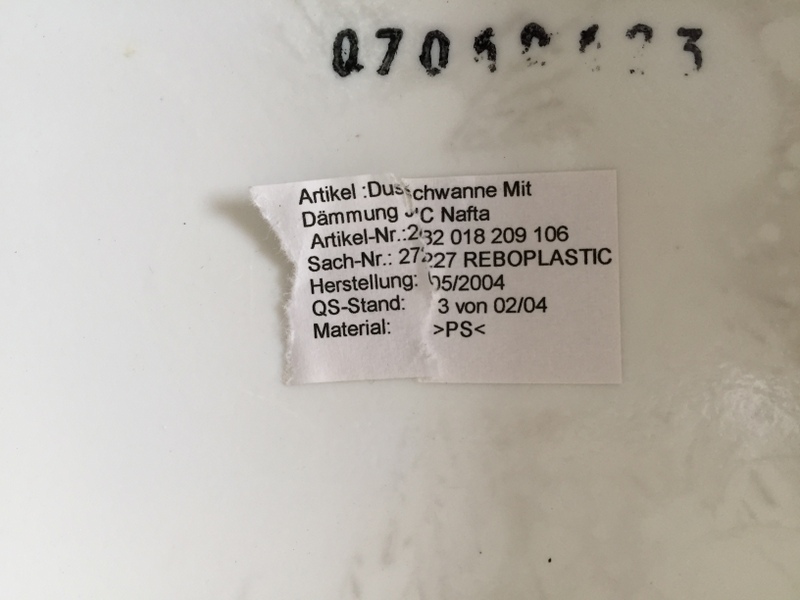 Artikel :Duschwanne Mit
Dämmung Nafta
Artikel-Nr.: 018 209 106
Sach-Nr.: REBOPLASTIC
Herstellung: 05/2004
QS-Stand: 3 von 02/04
Material: >PS<